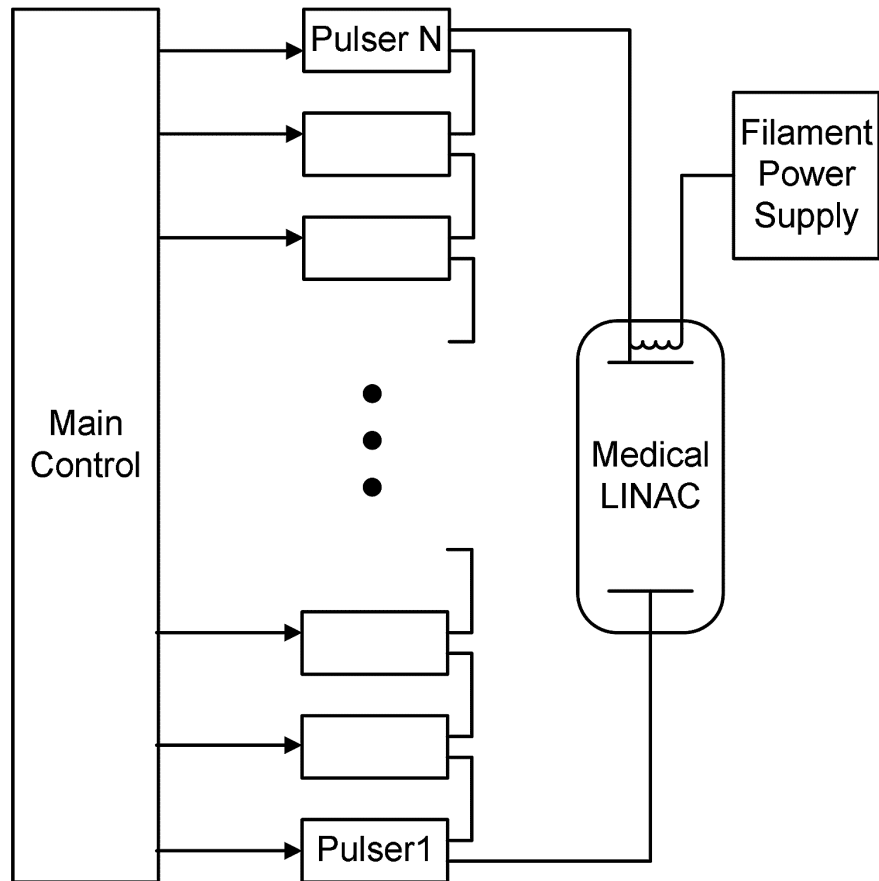 Pulser N
Filament
Power
Supply
Main
Control
Medical
LINAC
Pulser1